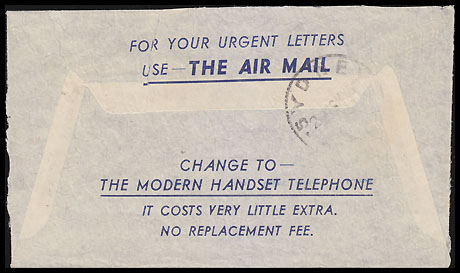 FOR YOUR URGENT LETTERS
USE—THE AIR MAIL
SYDNE
CHANGE TO—
THE MODERN HANDSET TELEPHONE
IT COSTS VERY LITTLE EXTRA.
NO REPLACEMENT FEE.